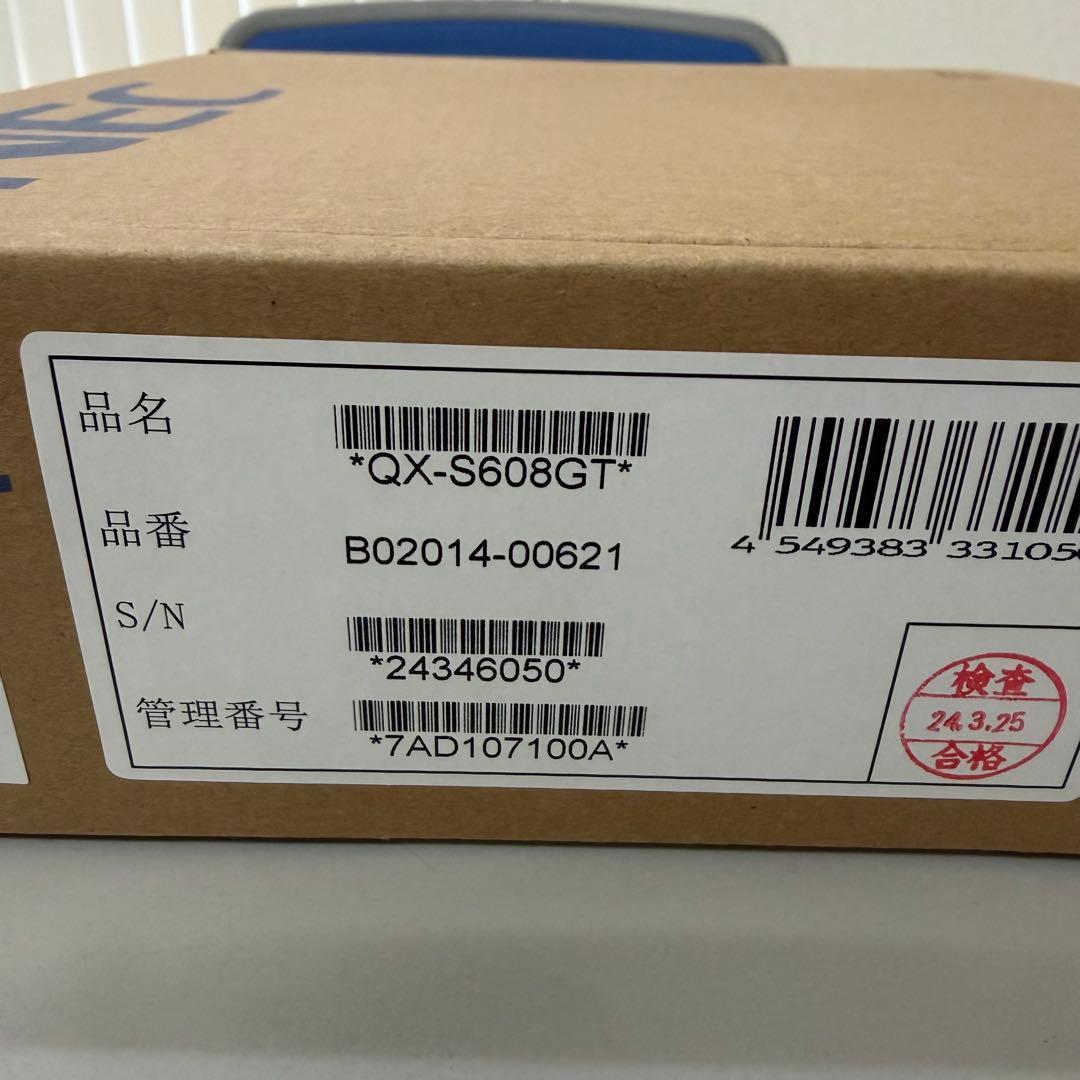 NEC
品名
*QX-S608GT*
品番
B02014-00621
S/N
*24346050*
管理番号
*7AD107100A*
4 549383 33105
検査
24.3.25
合格